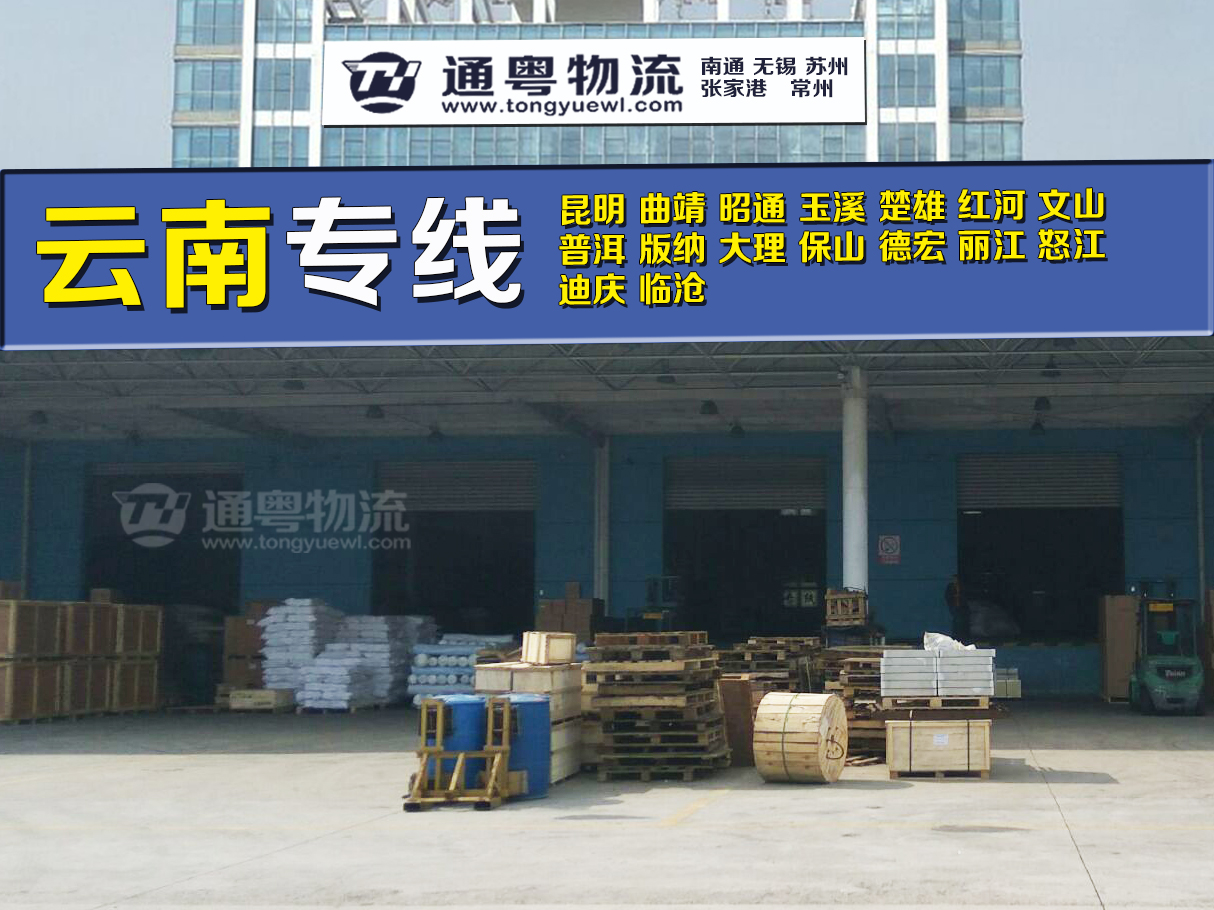 通粤物流
www.tongyuewl.com
南通 无锡 苏州
张家港 常州
云南专线
昆明 曲靖 昭通 玉溪 楚雄 红河 文山
普洱 版纳 大理 保山 德宏 丽江 怒江
迪庆 临沧
通粤物流
www.tongyuewl.com